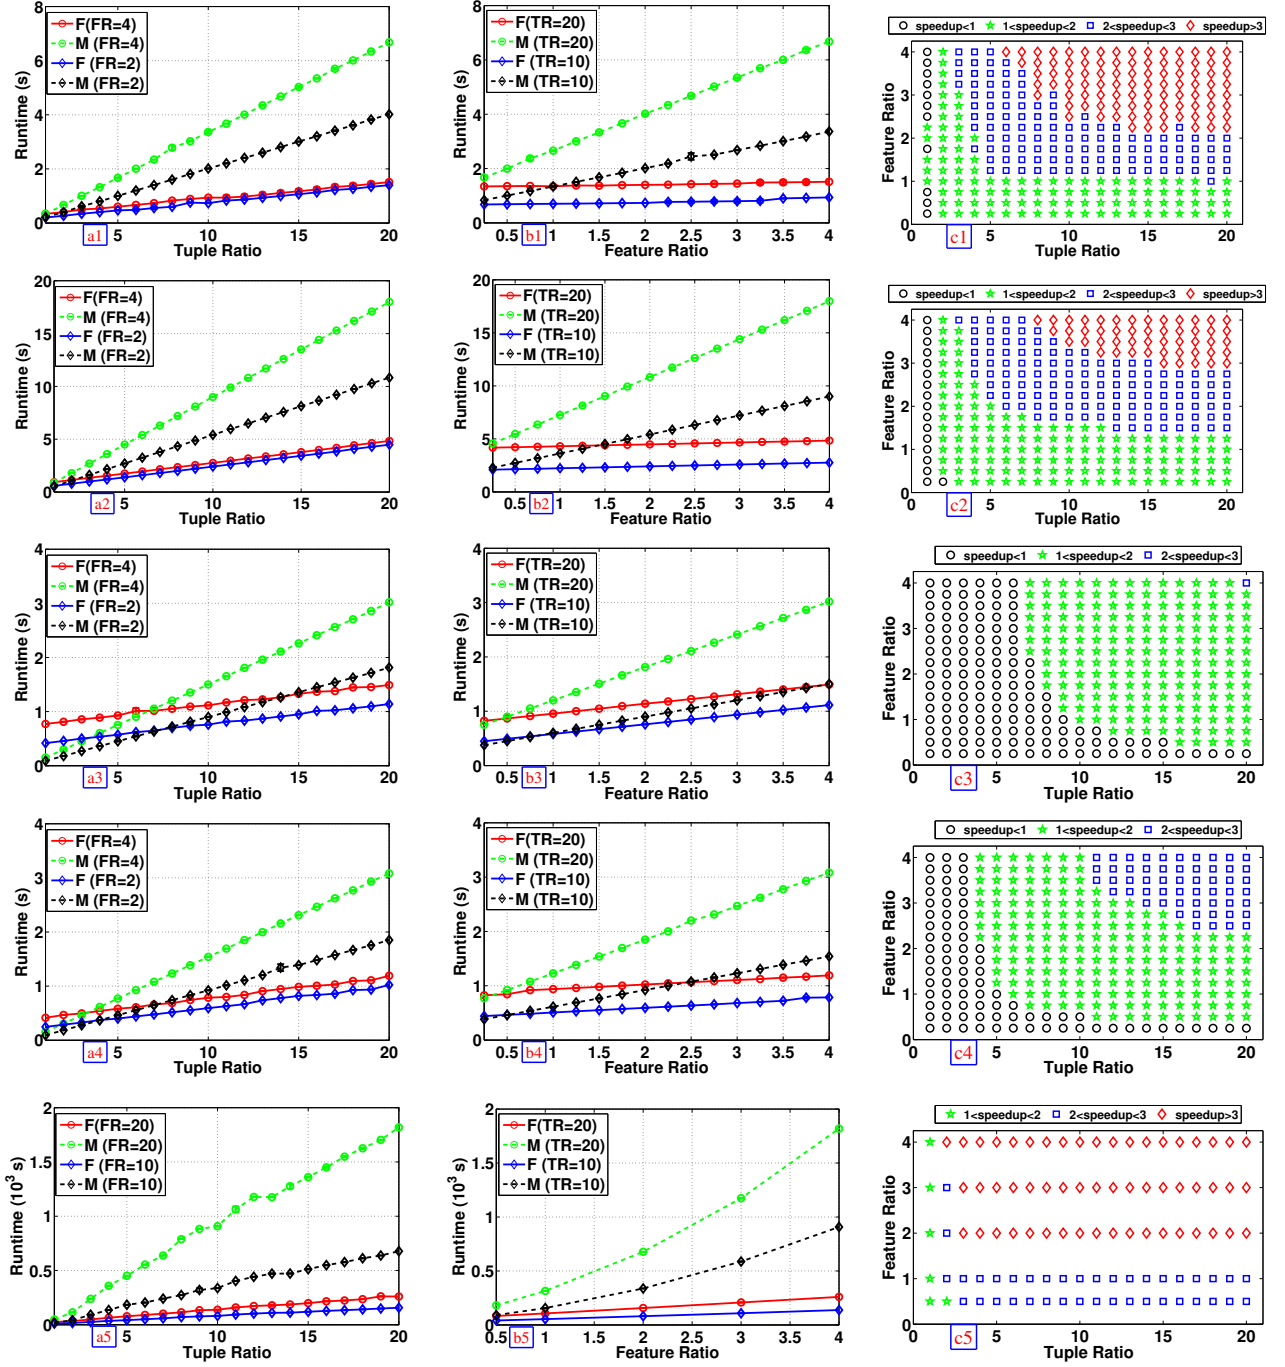 F(FR=4)
M (FR=4)
F (FR=2)
M (FR=2)
Runtime (s)
0 2 4 6 8
5 10 15 20
a1
Tuple Ratio
F(TR=20)
M (TR=20)
F (TR=10)
M (TR=10)
Runtime (s)
0 2 4 6 8
0.5 1 1.5 2 2.5 3 3.5 4
b1
Feature Ratio
speedup<1 1<speedup<2 2<speedup<3 speedup>3
Feature Ratio
0 1 2 3 4
0 5 10 15 20
c1
Tuple Ratio
F(FR=4)
M (FR=4)
F (FR=2)
M (FR=2)
Runtime (s)
0 5 10 15 20
5 10 15 20
a2
Tuple Ratio
F(TR=20)
M (TR=20)
F (TR=10)
M (TR=10)
Runtime (s)
0 5 10 15 20
0.5 1 1.5 2 2.5 3 3.5 4
b2
Feature Ratio
speedup<1 1<speedup<2 2<speedup<3 speedup>3
Feature Ratio
0 1 2 3 4
0 5 10 15 20
c2
Tuple Ratio
F(FR=4)
M (FR=4)
F (FR=2)
M (FR=2)
Runtime (s)
0 1 2 3 4
5 10 15 20
a3
Tuple Ratio
F(TR=20)
M (TR=20)
F (TR=10)
M (TR=10)
Runtime (s)
0 1 2 3 4
0.5 1 1.5 2 2.5 3 3.5 4
b3
Feature Ratio
speedup<1 1<speedup<2 2<speedup<3
Feature Ratio
0 1 2 3 4
0 5 10 15 20
c3
Tuple Ratio
F(FR=4)
M (FR=4)
F (FR=2)
M (FR=2)
Runtime (s)
0 1 2 3 4
5 10 15 20
a4
Tuple Ratio
F(TR=20)
M (TR=20)
F (TR=10)
M (TR=10)
Runtime (s)
0 1 2 3 4
0.5 1 1.5 2 2.5 3 3.5 4
b4
Feature Ratio
speedup<1 1<speedup<2 2<speedup<3
Feature Ratio
0 1 2 3 4
0 5 10 15 20
c4
Tuple Ratio
F(FR=20)
M (FR=20)
F (FR=10)
M (FR=10)
Runtime (10³ s)
0 0.5 1 1.5 2
5 10 15 20
a5
Tuple Ratio
F(TR=20)
M (TR=20)
F (TR=10)
M (TR=10)
Runtime (10³ s)
0 0.5 1 1.5 2
0.5 1 1.5 2 2.5 3 3.5 4
b5
Feature Ratio
1<speedup<2 2<speedup<3 speedup>3
Feature Ratio
0 1 2 3 4
0 5 10 15 20
c5
Tuple Ratio